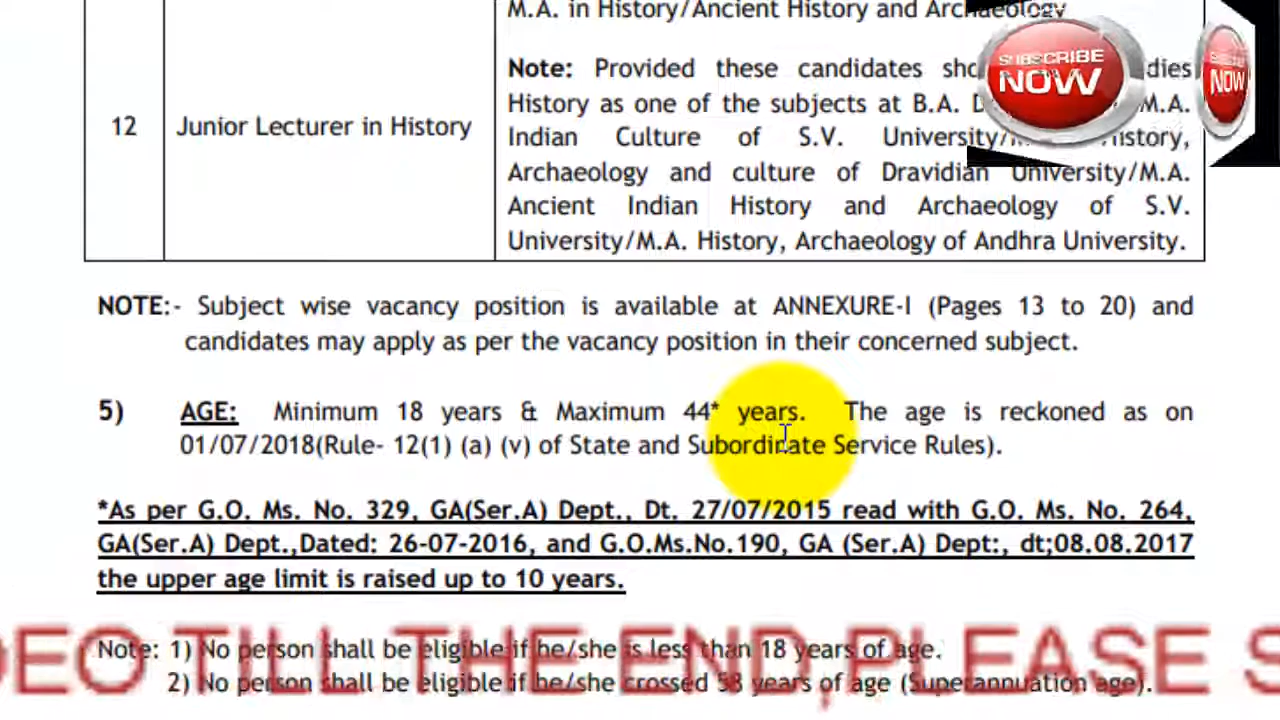 M.A. in History/Ancient History and Archaeology
Note: Provided these candidates
dies
History as one of the subjects at B.A.
M.A.
12
Junior Lecturer in History
Indian Culture of S.V.
Archaeology and culture of Dravidian University/M.A.
Ancient Indian History and Archaeology of S.V.
University/M.A. History, Archaeology of Andhra University.
SUBSCRIBE
NOW
NOW
NOTE:- Subject wise vacancy position is available at ANNEXURE-I (Pages 13 to 20) and
candidates may apply as per the vacancy position in their concerned subject.
5) AGE: Minimum 18 years & Maximum 44* years. The age is reckoned as on
01/07/2018(Rule- 12(1) (a) (v) of State and Subordinate Service Rules).
*As per G.O. Ms. No. 329, GA(Ser.A) Dept., Dt. 27/07/2015 read with G.O. Ms. No. 264,
GA(Ser.A) Dept.,Dated: 26-07-2016, and G.O.Ms.No.190, GA (Ser.A) Dept:, dt;08.08.2017
the upper age limit is raised up to 10 years.
Note: 1) No person shall be eligible if he/she is less than 18 years of age.
DEO TILL THE END,PLEASE S
2) No person shall be eligible if he/she crossed 58 years of age (Superannuation age).